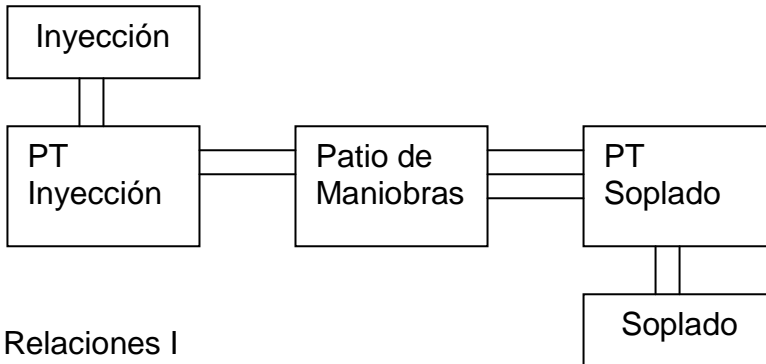 Inyección
PT
Inyección
Patio de
Maniobras
PT
Soplado
Soplado
Relaciones I